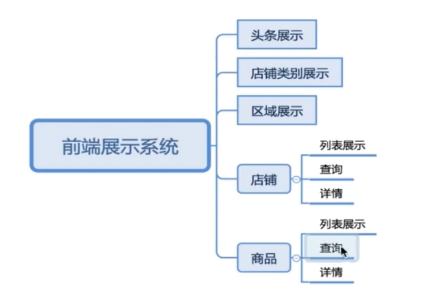 头条展示
店铺类别展示
区域展示
前端展示系统
店铺
列表展示
查询
详情
商品
列表展示
查询
详情